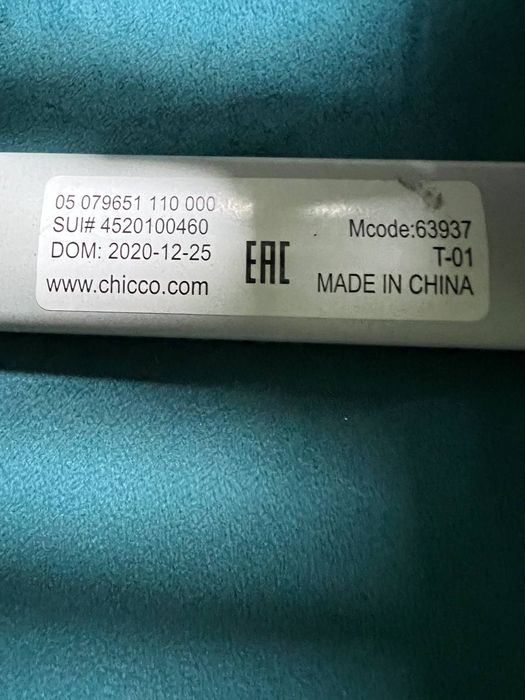 05 079651 110 000
SUI# 4520100460
DOM: 2020-12-25
www.chicco.com
EAC
Mcode:63937
T-01
MADE IN CHINA